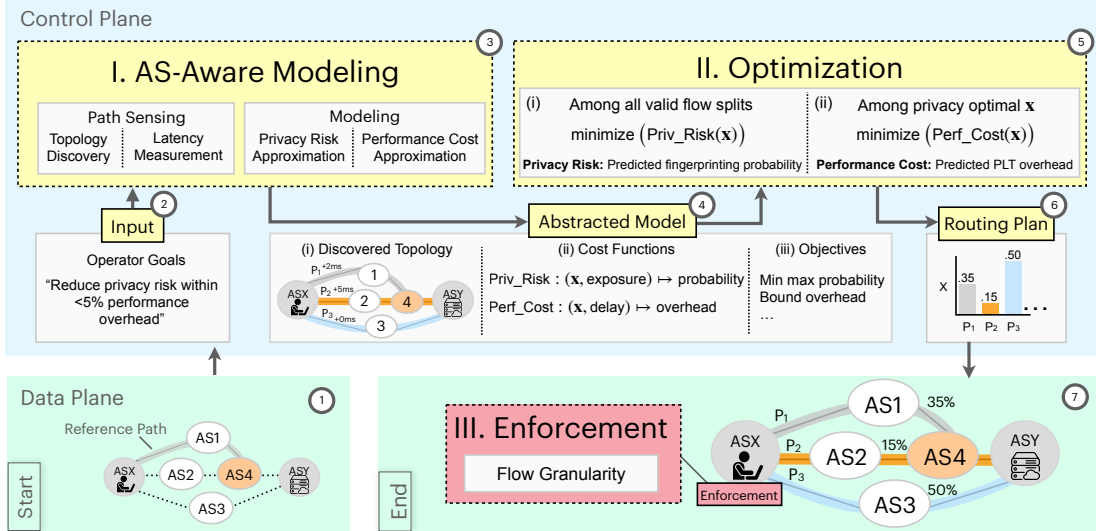 Control Plane
3
I. AS-Aware Modeling
Path Sensing
Topology Discovery
Latency Measurement
Modeling
Privacy Risk Approximation
Performance Cost Approximation
5
II. Optimization
(i) Among all valid flow splits
minimize (Priv_Risk(x))
Privacy Risk: Predicted fingerprinting probability
(ii) Among privacy optimal x
minimize (Perf_Cost(x))
Performance Cost: Predicted PLT overhead
2
Input
Operator Goals
“Reduce privacy risk within
<5% performance
overhead”
4
Abstracted Model
(i) Discovered Topology
P1 +2ms
P2 +5ms
P3 +0ms
ASX
1
2
4
3
ASY
(ii) Cost Functions
Priv_Risk : (x, exposure) ↦ probability
Perf_Cost : (x, delay) ↦ overhead
(iii) Objectives
Min max probability
Bound overhead
…
6
Routing Plan
X
.35
.15
.50
...
P1 P2 P3
Data Plane
1
Reference Path
AS1
ASX
AS2
AS4
ASY
AS3
Start
7
III. Enforcement
Flow Granularity
Enforcement
P1
P2
P3
ASX
AS1
35%
AS2
15%
AS4
ASY
AS3
50%
End